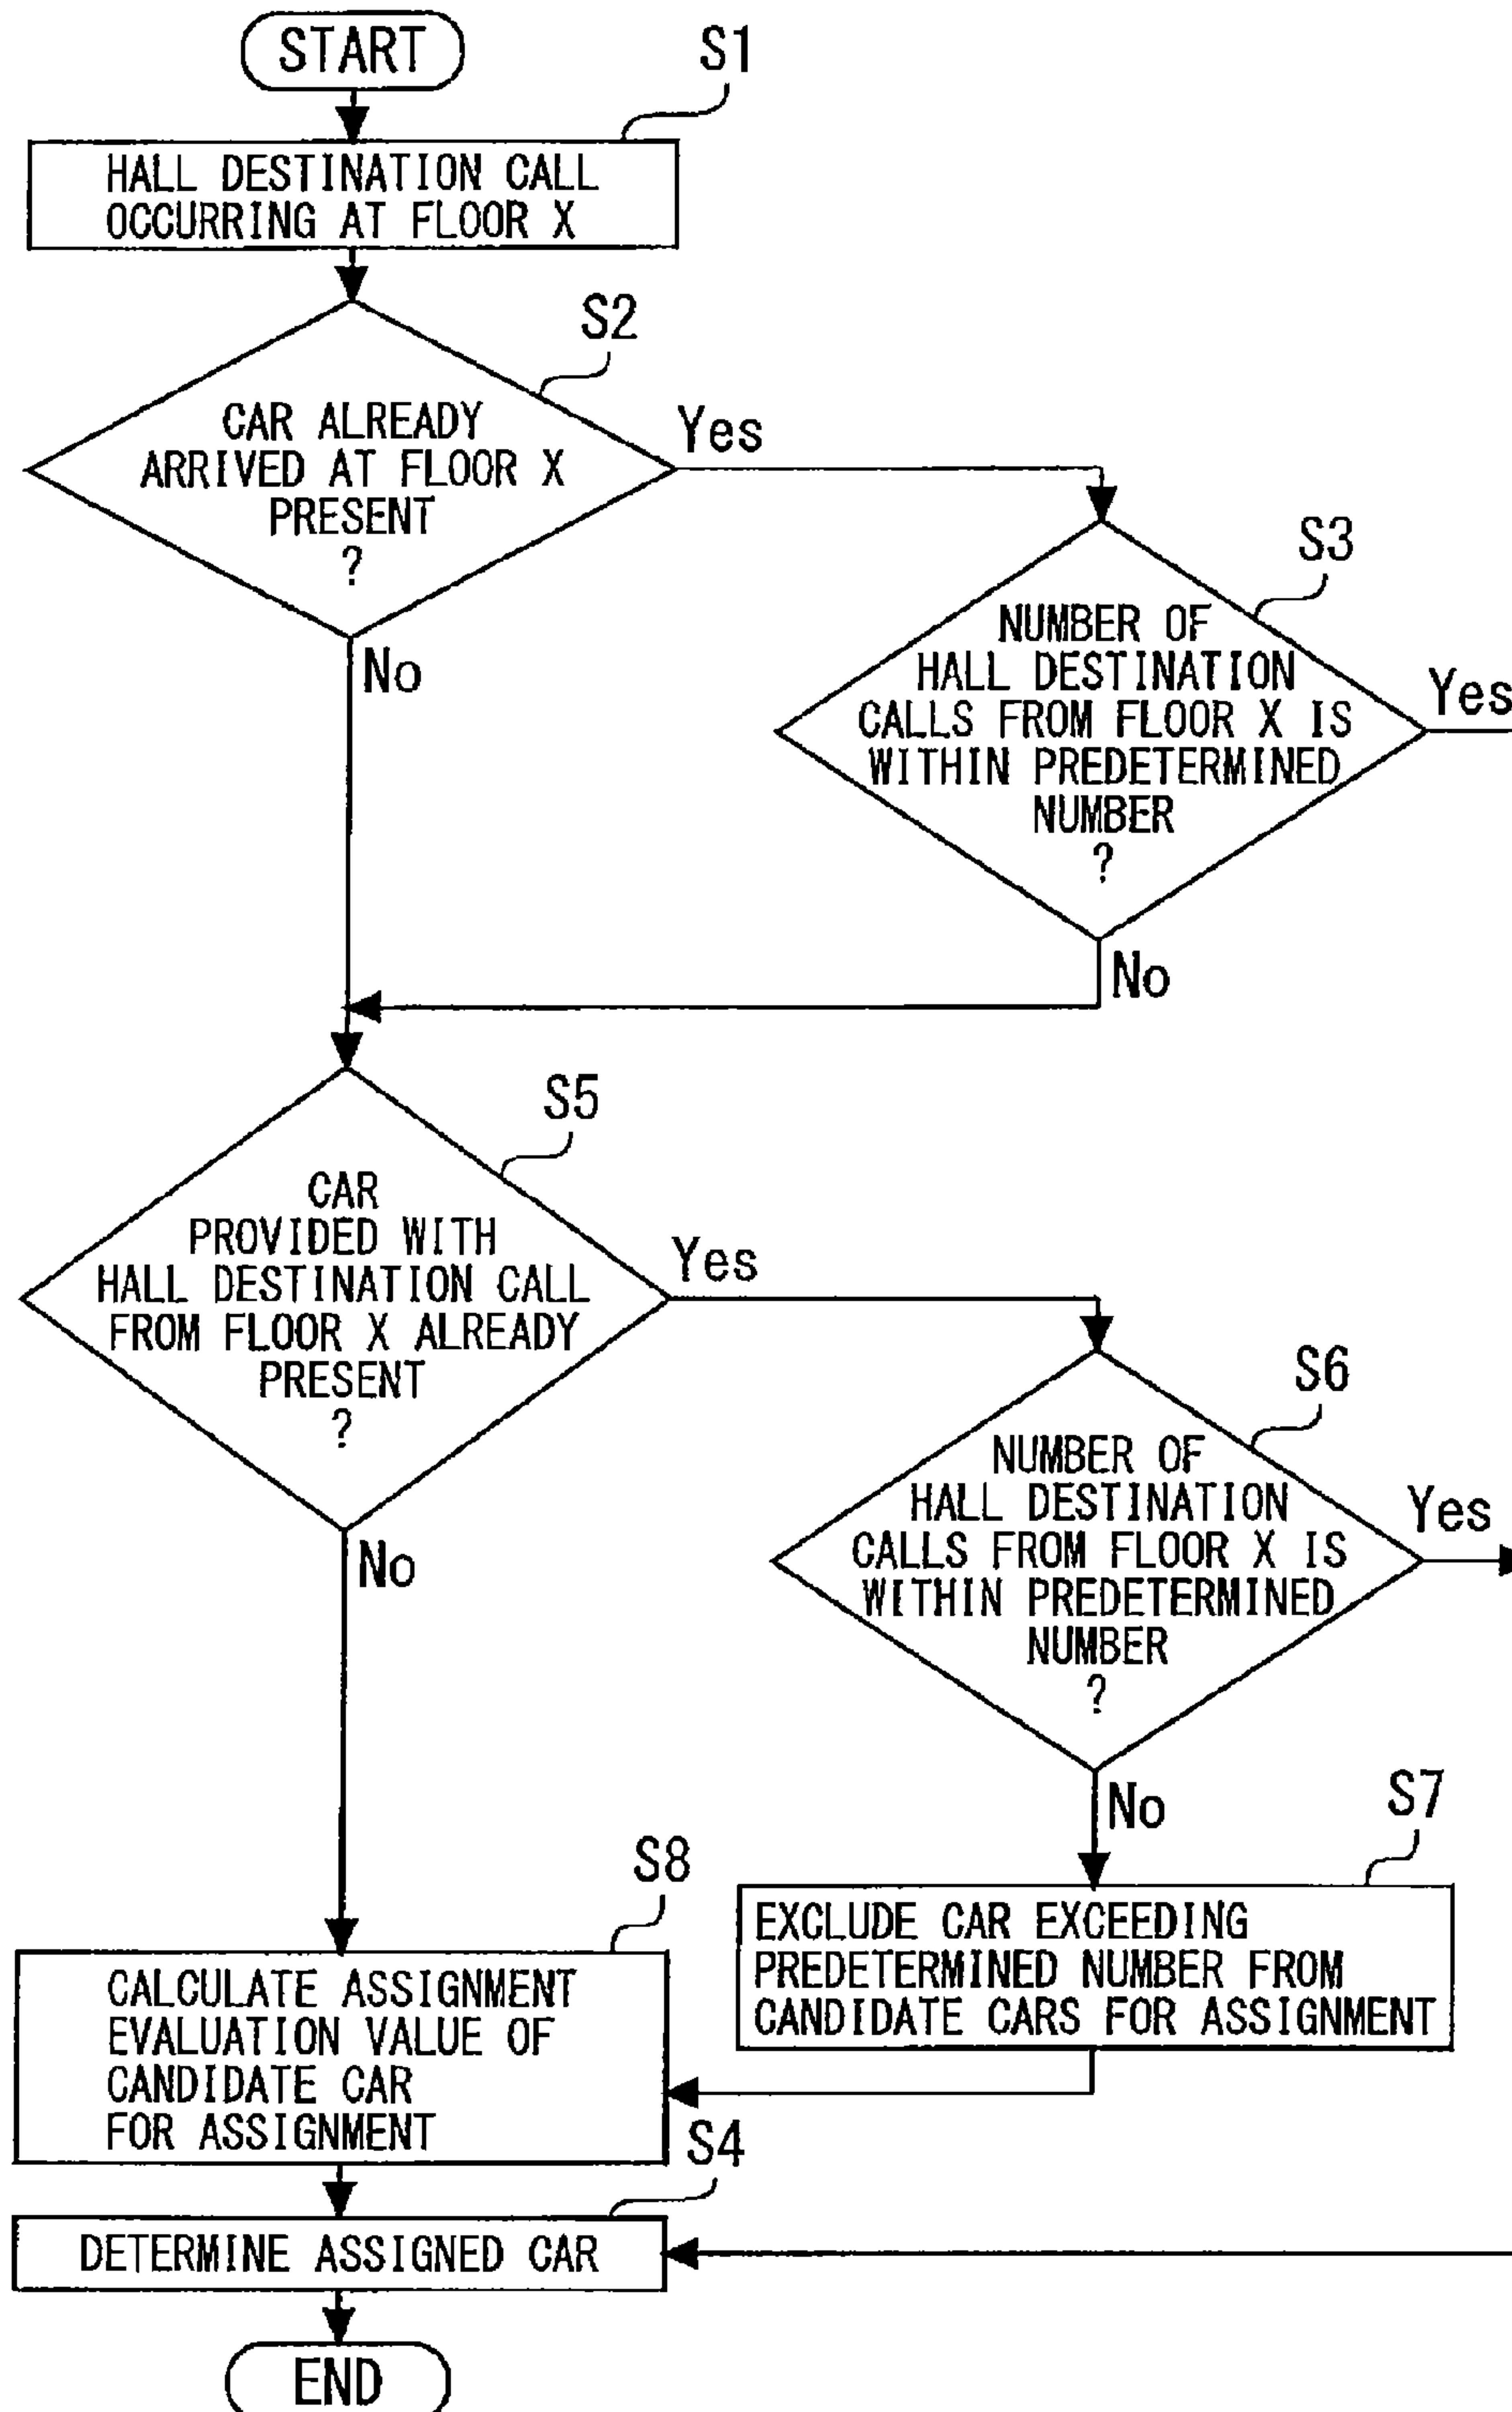 START
S1
HALL DESTINATION CALL
OCCURRING AT FLOOR X
S2
CAR ALREADY
ARRIVED AT FLOOR X
PRESENT
?
Yes
No
S3
NUMBER OF
HALL DESTINATION
CALLS FROM FLOOR X IS
WITHIN PREDETERMINED
NUMBER
?
Yes
No
S5
CAR
PROVIDED WITH
HALL DESTINATION CALL
FROM FLOOR X ALREADY
PRESENT
?
Yes
No
S6
NUMBER OF
HALL DESTINATION
CALLS FROM FLOOR X IS
WITHIN PREDETERMINED
NUMBER
?
Yes
No
S7
EXCLUDE CAR EXCEEDING
PREDETERMINED NUMBER FROM
CANDIDATE CARS FOR ASSIGNMENT
S8
CALCULATE ASSIGNMENT
EVALUATION VALUE OF
CANDIDATE CAR
FOR ASSIGNMENT
S4
DETERMINE ASSIGNED CAR
END